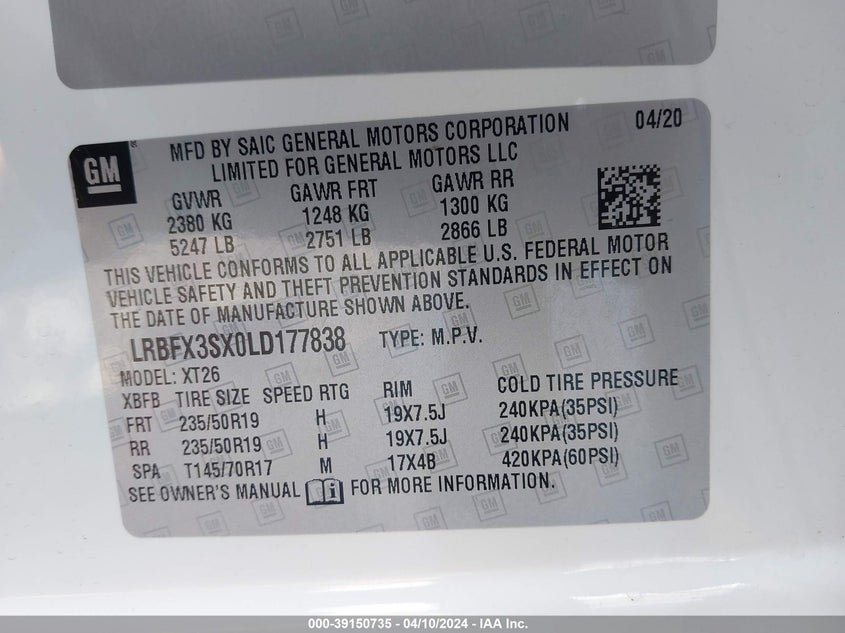 GM
MFD BY SAIC GENERAL MOTORS CORPORATION 04/20
LIMITED FOR GENERAL MOTORS LLC
GVWR GAWR FRT GAWR RR
2380 KG 1248 KG 1300 KG
5247 LB 2751 LB 2866 LB
THIS VEHICLE CONFORMS TO ALL APPLICABLE U.S. FEDERAL MOTOR
VEHICLE SAFETY AND THEFT PREVENTION STANDARDS IN EFFECT ON
THE DATE OF MANUFACTURE SHOWN ABOVE.
LRBFX3SX0LD177838 TYPE: M.P.V.
MODEL: XT26
XBFB TIRE SIZE SPEED RTG RIM COLD TIRE PRESSURE
FRT 235/50R19 H 19X7.5J 240KPA(35PSI)
RR 235/50R19 H 19X7.5J 240KPA(35PSI)
SPA T145/70R17 M 17X4B 420KPA(60PSI)
SEE OWNER'S MANUAL FOR MORE INFORMATION.
000-39150735 - 04/10/2024 - IAA Inc.